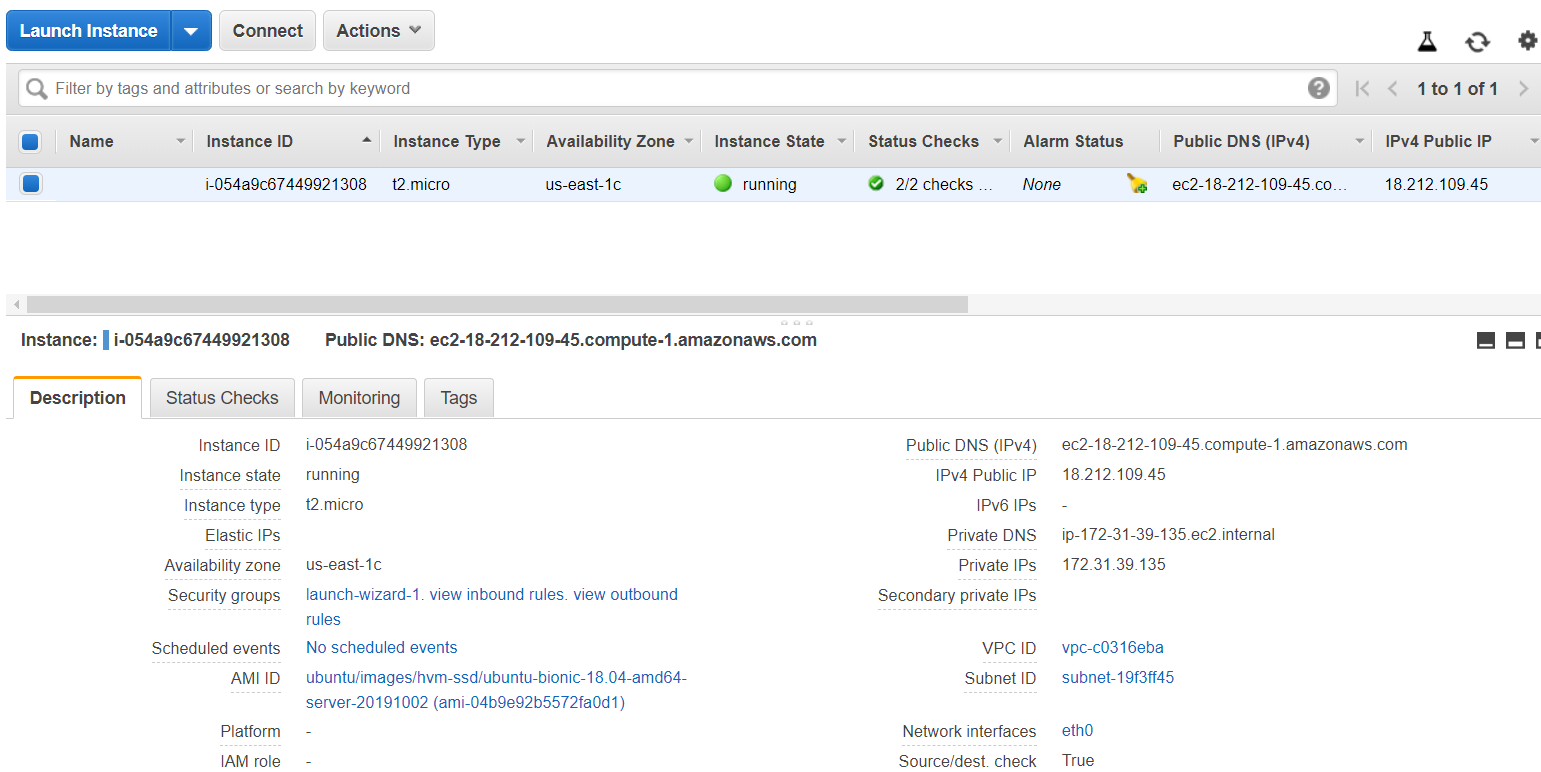 Launch Instance Connect Actions
Filter by tags and attributes or search by keyword 1 to 1 of 1
Name Instance ID Instance Type Availability Zone Instance State Status Checks Alarm Status Public DNS (IPv4) IPv4 Public IP
i-054a9c67449921308 t2.micro us-east-1c running 2/2 checks ... None ec2-18-212-109-45.co... 18.212.109.45
Instance: i-054a9c67449921308 Public DNS: ec2-18-212-109-45.compute-1.amazonaws.com
Description Status Checks Monitoring Tags
Instance ID i-054a9c67449921308 Public DNS (IPv4) ec2-18-212-109-45.compute-1.amazonaws.com
Instance state running IPv4 Public IP 18.212.109.45
Instance type t2.micro IPv6 IPs -
Elastic IPs Private DNS ip-172-31-39-135.ec2.internal
Availability zone us-east-1c Private IPs 172.31.39.135
Security groups launch-wizard-1. view inbound rules. view outbound Secondary private IPs
rules
Scheduled events No scheduled events VPC ID vpc-c0316eba
AMI ID ubuntu/images/hvm-ssd/ubuntu-bionic-18.04-amd64- Subnet ID subnet-19f3ff45
server-20191002 (ami-04b9e92b5572fa0d1)
Platform - Network interfaces eth0
IAM role - Source/dest. check True